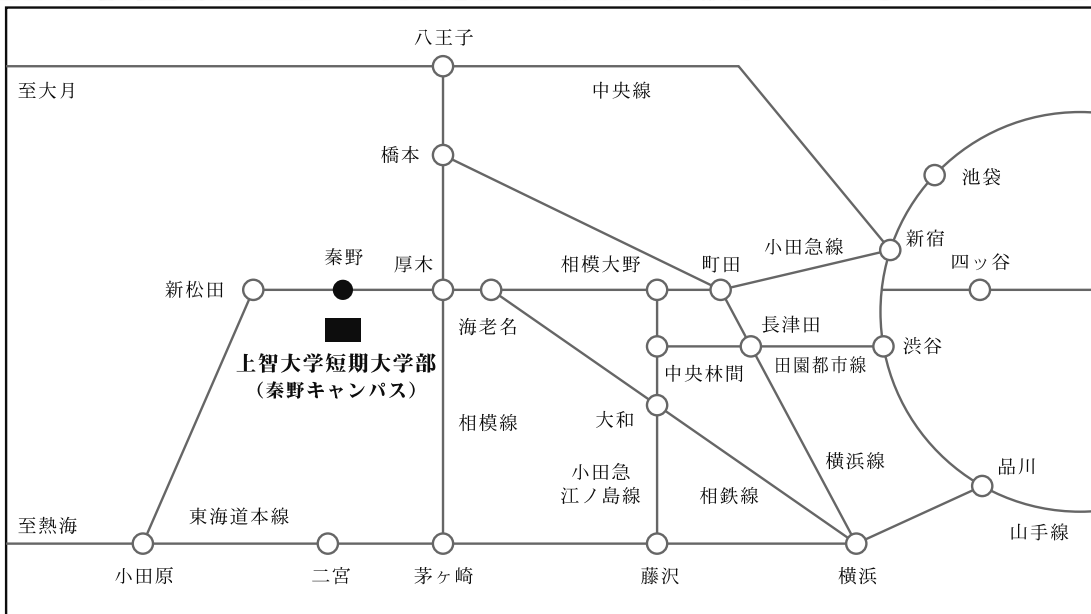 八王子
至大月
中央線
橋本
池袋
新宿
小田急線
秦野
厚木
相模大野
町田
四ッ谷
新松田
海老名
長津田
渋谷
上智大学短期大学部
(秦野キャンパス)
中央林間
田園都市線
相模線
大和
横浜線
品川
小田急
江ノ島線
相鉄線
至熱海
東海道本線
山手線
小田原
二宮
茅ヶ崎
藤沢
横浜